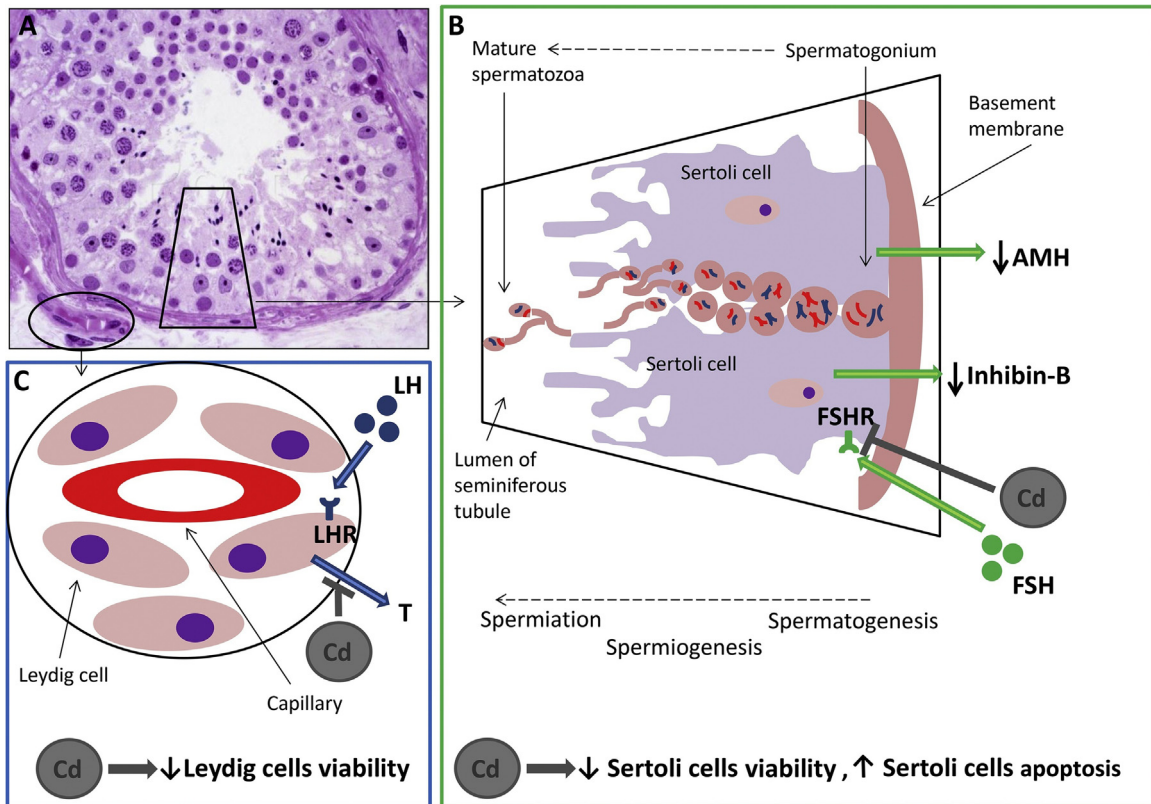 A
B
Mature
spermatozoa
Spermatogonium
Basement
membrane
Sertoli cell
↓ AMH
Sertoli cell
↓ Inhibin-B
FSHR
Cd
FSH
Lumen of
seminiferous
tubule
Spermiation
Spermatogenesis
Spermiogenesis
Cd ↓ Sertoli cells viability , ↑ Sertoli cells apoptosis
C
LH
LHR
T
Cd
Leydig cell
Capillary
Cd ↓ Leydig cells viability